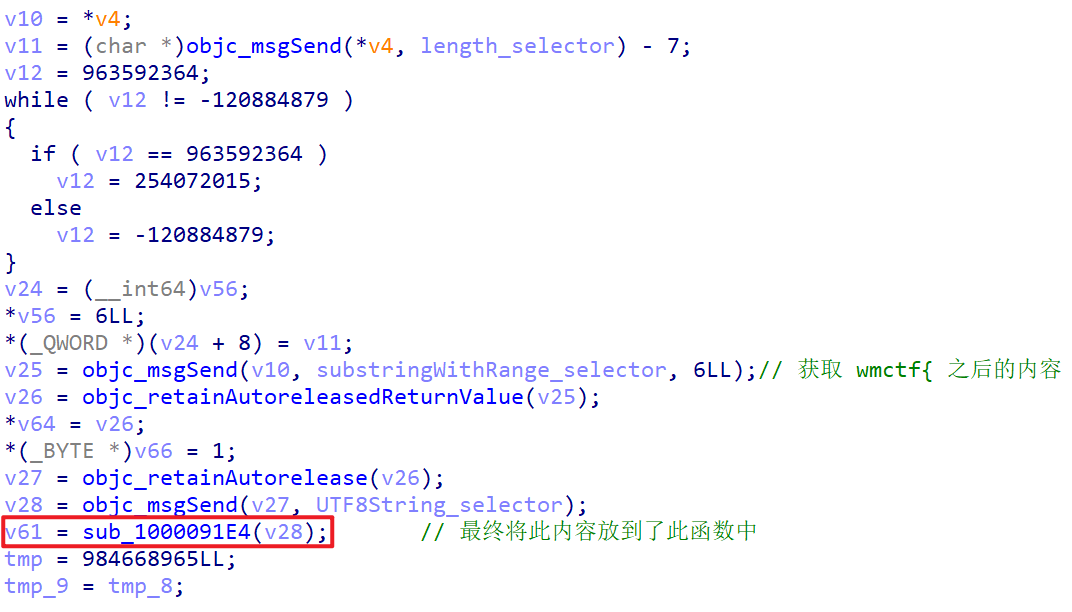 v10 = *v4;
v11 = (char *)objc_msgSend(*v4, length_selector) - 7;
v12 = 963592364;
while ( v12 != -120884879 )
{
  if ( v12 == 963592364 )
    v12 = 254072015;
  else
    v12 = -120884879;
}
v24 = (__int64)v56;
*v56 = 6LL;
*(_QWORD *)(v24 + 8) = v11;
v25 = objc_msgSend(v10, substringWithRange_selector, 6LL);// 获取 wmctf{ 之后的内容
v26 = objc_retainAutoreleasedReturnValue(v25);
*v64 = v26;
*(_BYTE *)v66 = 1;
v27 = objc_retainAutorelease(v26);
v28 = objc_msgSend(v27, UTF8String_selector);
v61 = sub_1000091E4(v28);       // 最终将此内容放到了此函数中
tmp = 984668965LL;
tmp_9 = tmp_8;